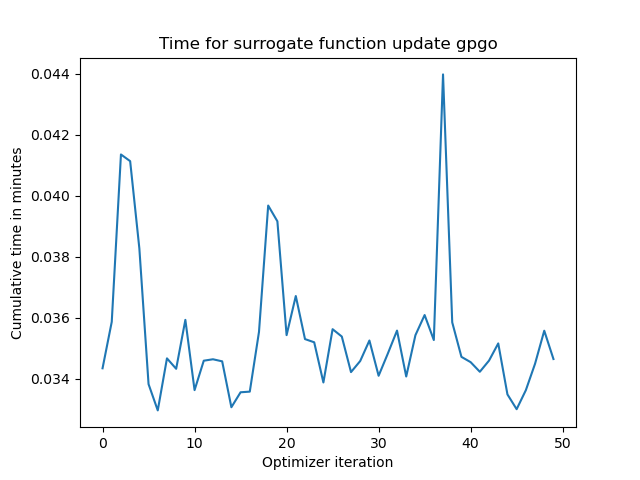 Time for surrogate function update gpgo
Cumulative time in minutes
0.044
0.042
0.040
0.038
0.036
0.034
0 10 20 30 40 50
Optimizer iteration